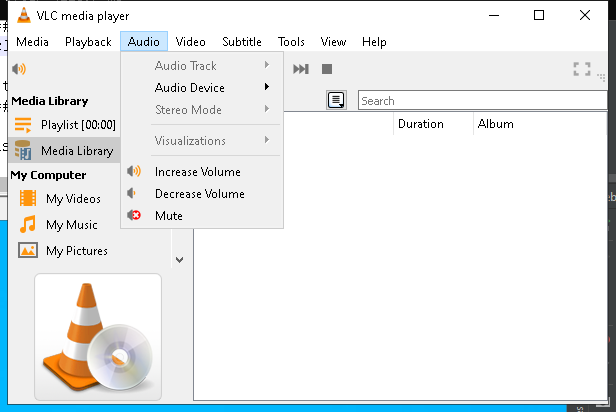 VLC media player
Media Playback Audio Video Subtitle Tools View Help
Audio Track
Audio Device
Stereo Mode
Visualizations
Increase Volume
Decrease Volume
Mute
Search
Duration Album
Media Library
Playlist [00:00]
Media Library
My Computer
My Videos
My Music
My Pictures